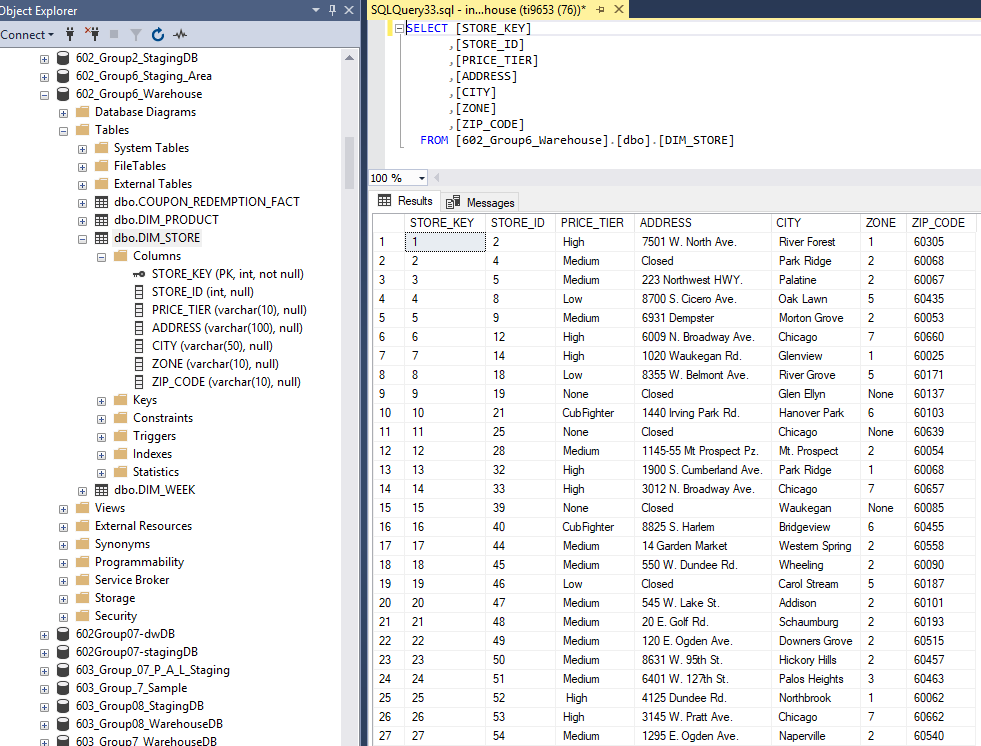 Object Explorer
Connect
602_Group2_StagingDB
602_Group6_Staging_Area
602_Group6_Warehouse
Database Diagrams
Tables
System Tables
FileTables
External Tables
dbo.COUPON_REDEMPTION_FACT
dbo.DIM_PRODUCT
dbo.DIM_STORE
Columns
STORE_KEY (PK, int, not null)
STORE_ID (int, null)
PRICE_TIER (varchar(10), null)
ADDRESS (varchar(100), null)
CITY (varchar(50), null)
ZONE (varchar(10), null)
ZIP_CODE (varchar(10), null)
Keys
Constraints
Triggers
Indexes
Statistics
dbo.DIM_WEEK
Views
External Resources
Synonyms
Programmability
Service Broker
Storage
Security
602Group07-dwDB
602Group07-stagingDB
603_Group_07_P_A_L_Staging
603_Group_7_Sample
603_Group08_StagingDB
603_Group08_WarehouseDB
603_Group7_WarehouseDB
SQLQuery33.sql - in...house (ti9653 (76))*
SELECT [STORE_KEY]
,[STORE_ID]
,[PRICE_TIER]
,[ADDRESS]
,[CITY]
,[ZONE]
,[ZIP_CODE]
FROM [602_Group6_Warehouse].[dbo].[DIM_STORE]
100 %
Results Messages
STORE_KEY STORE_ID PRICE_TIER ADDRESS CITY ZONE ZIP_CODE
1 1 2 High 7501 W. North Ave. River Forest 1 60305
2 2 4 Medium Closed Park Ridge 2 60068
3 3 5 Medium 223 Northwest HWY. Palatine 2 60067
4 4 8 Low 8700 S. Cicero Ave. Oak Lawn 5 60435
5 5 9 Medium 6931 Dempster Morton Grove 2 60053
6 6 12 High 6009 N. Broadway Ave. Chicago 7 60660
7 7 14 High 1020 Waukegan Rd. Glenview 1 60025
8 8 18 Low 8355 W. Belmont Ave. River Grove 5 60171
9 9 19 None Closed Glen Ellyn None 60137
10 10 21 CubFighter 1440 Irving Park Rd. Hanover Park 6 60103
11 11 25 None Closed Chicago None 60639
12 12 28 Medium 1145-55 Mt Prospect Pz. Mt. Prospect 2 60054
13 13 32 High 1900 S. Cumberland Ave. Park Ridge 1 60068
14 14 33 High 3012 N. Broadway Ave. Chicago 7 60657
15 15 39 None Closed Waukegan None 60085
16 16 40 CubFighter 8825 S. Harlem Bridgeview 6 60455
17 17 44 Medium 14 Garden Market Western Spring 2 60558
18 18 45 Medium 550 W. Dundee Rd. Wheeling 2 60090
19 19 46 Low Closed Carol Stream 5 60187
20 20 47 Medium 545 W. Lake St. Addison 2 60101
21 21 48 Medium 20 E. Golf Rd. Schaumburg 2 60193
22 22 49 Medium 120 E. Ogden Ave. Downers Grove 2 60515
23 23 50 Medium 8631 W. 95th St. Hickory Hills 2 60457
24 24 51 Medium 6401 W. 127th St. Palos Heights 3 60463
25 25 52 High 4125 Dundee Rd. Northbrook 1 60062
26 26 53 High 3145 W. Pratt Ave. Chicago 7 60662
27 27 54 Medium 1295 E. Ogden Ave. Naperville 2 60540